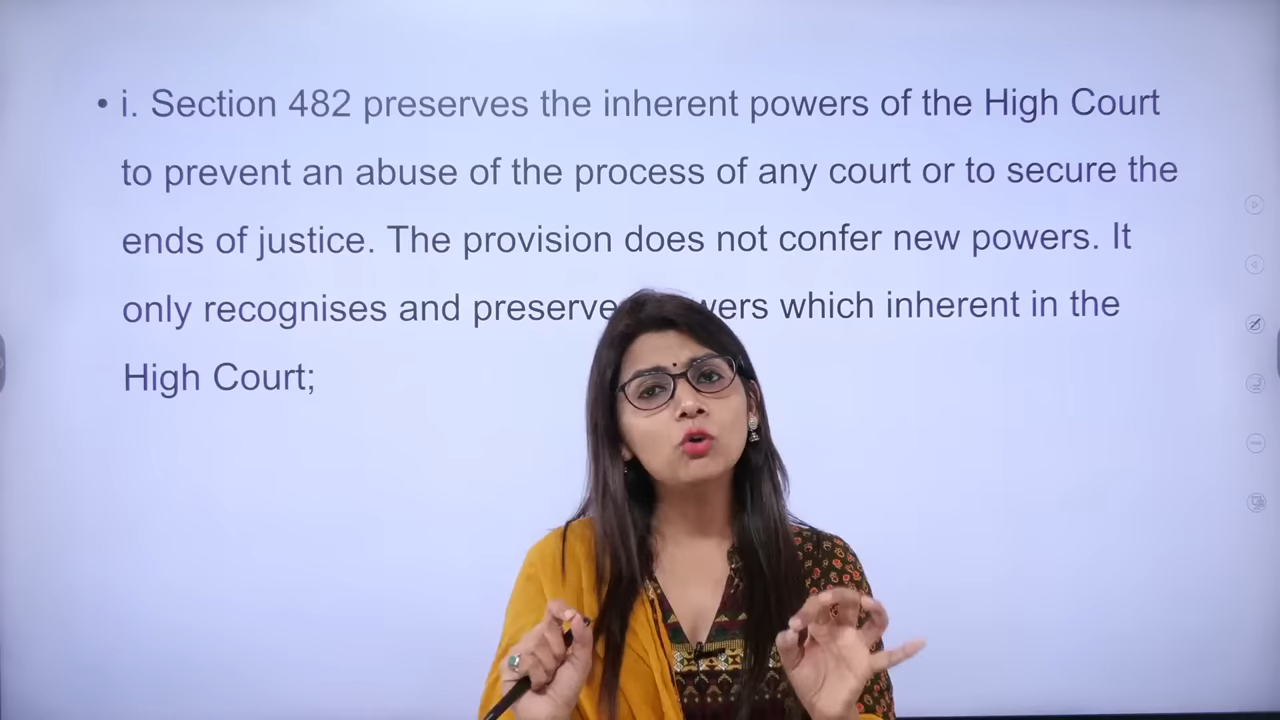 • i. Section 482 preserves the inherent powers of the High Court
to prevent an abuse of the process of any court or to secure the
ends of justice. The provision does not confer new powers. It
only recognises and preserve wers which inherent in the
High Court;